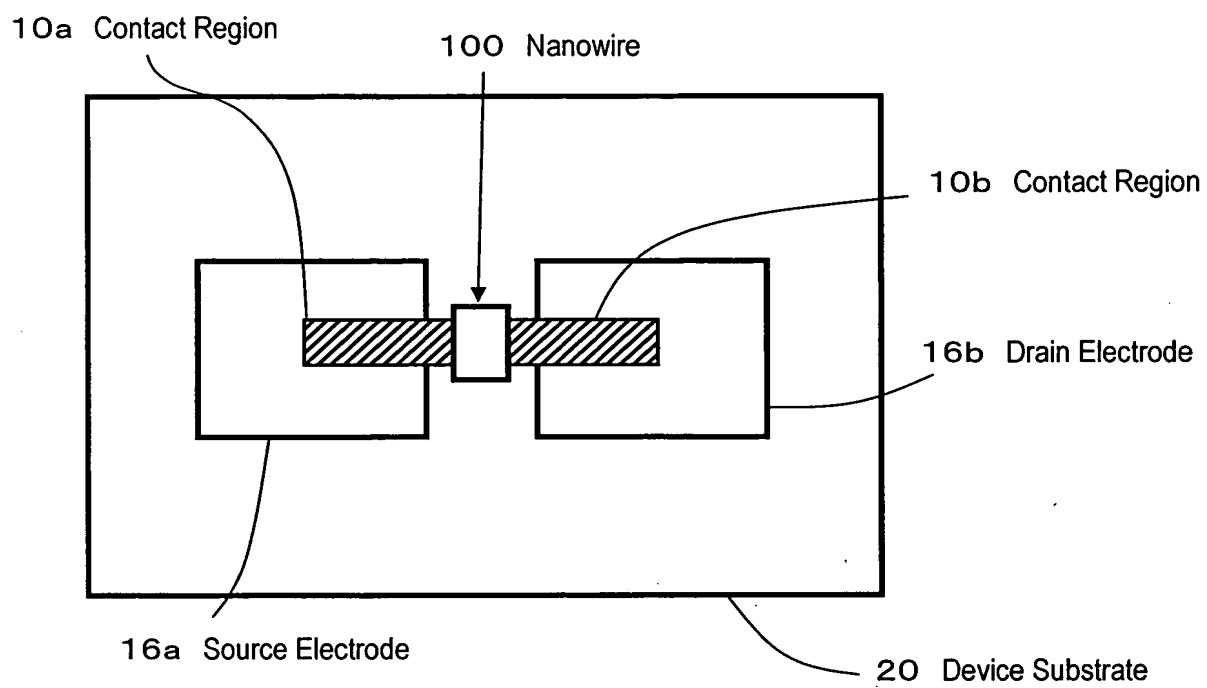 10a Contact Region
100 Nanowire
10b Contact Region
16b Drain Electrode
16a Source Electrode
20 Device Substrate